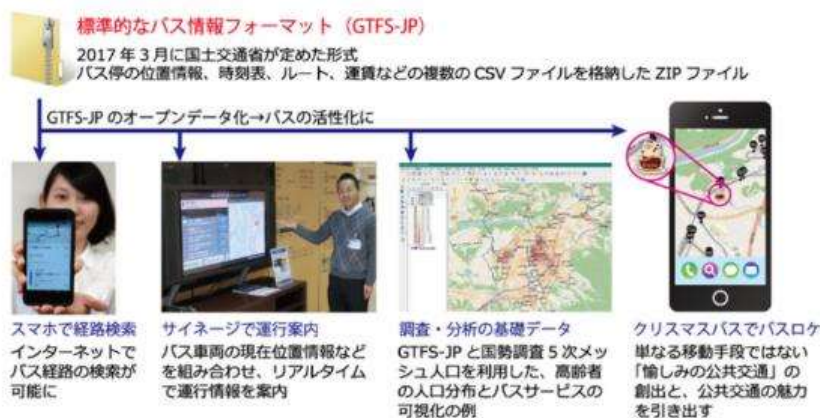 標準的なバス情報フォーマット（GTFS-JP）
2017年3月に国土交通省が定めた形式
バス停の位置情報、時刻表、ルート、運賃などの複数のCSVファイルを格納したZIPファイル
GTFS-JPのオープンデータ化→バスの活性化に
スマホで経路検索
インターネットで
バス経路の検索が
可能に
サイネージで運行案内
バス車両の現在位置情報など
を組み合わせ、リアルタイム
で運行情報を案内
調査・分析の基礎データ
GTFS-JPと国勢調査5次メッ
シュ人口を利用した、高齢者
の人口分布とバスサービスの
可視化の例
クリスマスバスでバスロケ
単なる移動手段ではない
「愉しみの公共交通」の
創出と、公共交通の魅力
を引き出す